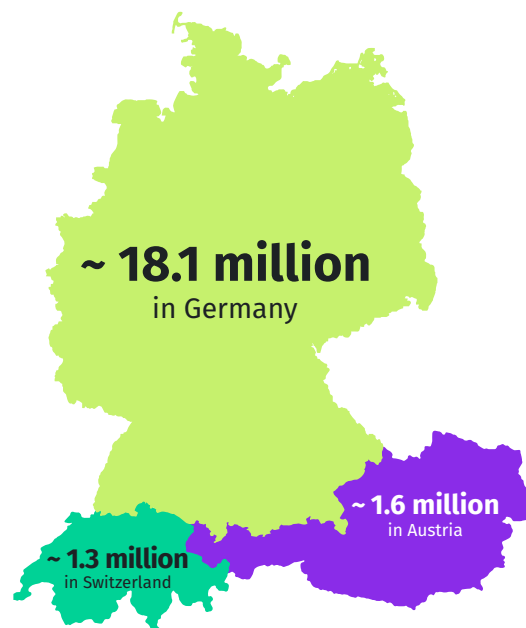 ~ 18.1 million
in Germany
~ 1.6 million
in Austria
~ 1.3 million
in Switzerland